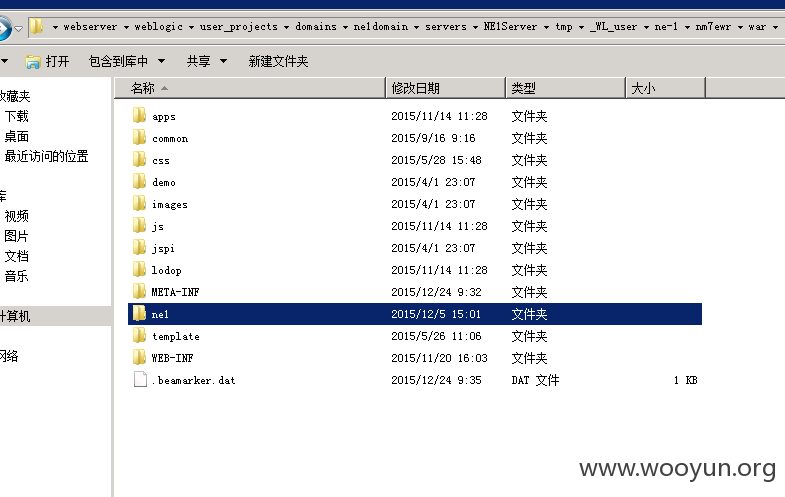 webserver weblogic user_projects domains ne1domain servers NE1Server tmp _WL_user ne-1 nm7ewr war
打开 包含到库中 共享 新建文件夹
名称 修改日期 类型 大小
收藏夹
下载
桌面
最近访问的位置
库
视频
图片
文档
音乐
计算机
网络
apps 2015/11/14 11:28 文件夹
common 2015/9/16 9:16 文件夹
css 2015/5/28 15:48 文件夹
demo 2015/4/1 23:07 文件夹
images 2015/4/1 23:07 文件夹
js 2015/11/14 11:28 文件夹
jspi 2015/4/1 23:07 文件夹
lodop 2015/11/14 11:28 文件夹
META-INF 2015/12/24 9:32 文件夹
ne1 2015/12/5 15:01 文件夹
template 2015/5/26 11:06 文件夹
WEB-INF 2015/11/20 16:03 文件夹
.beamarker.dat 2015/12/24 9:35 DAT 文件 1 KB
www.wooyun.org